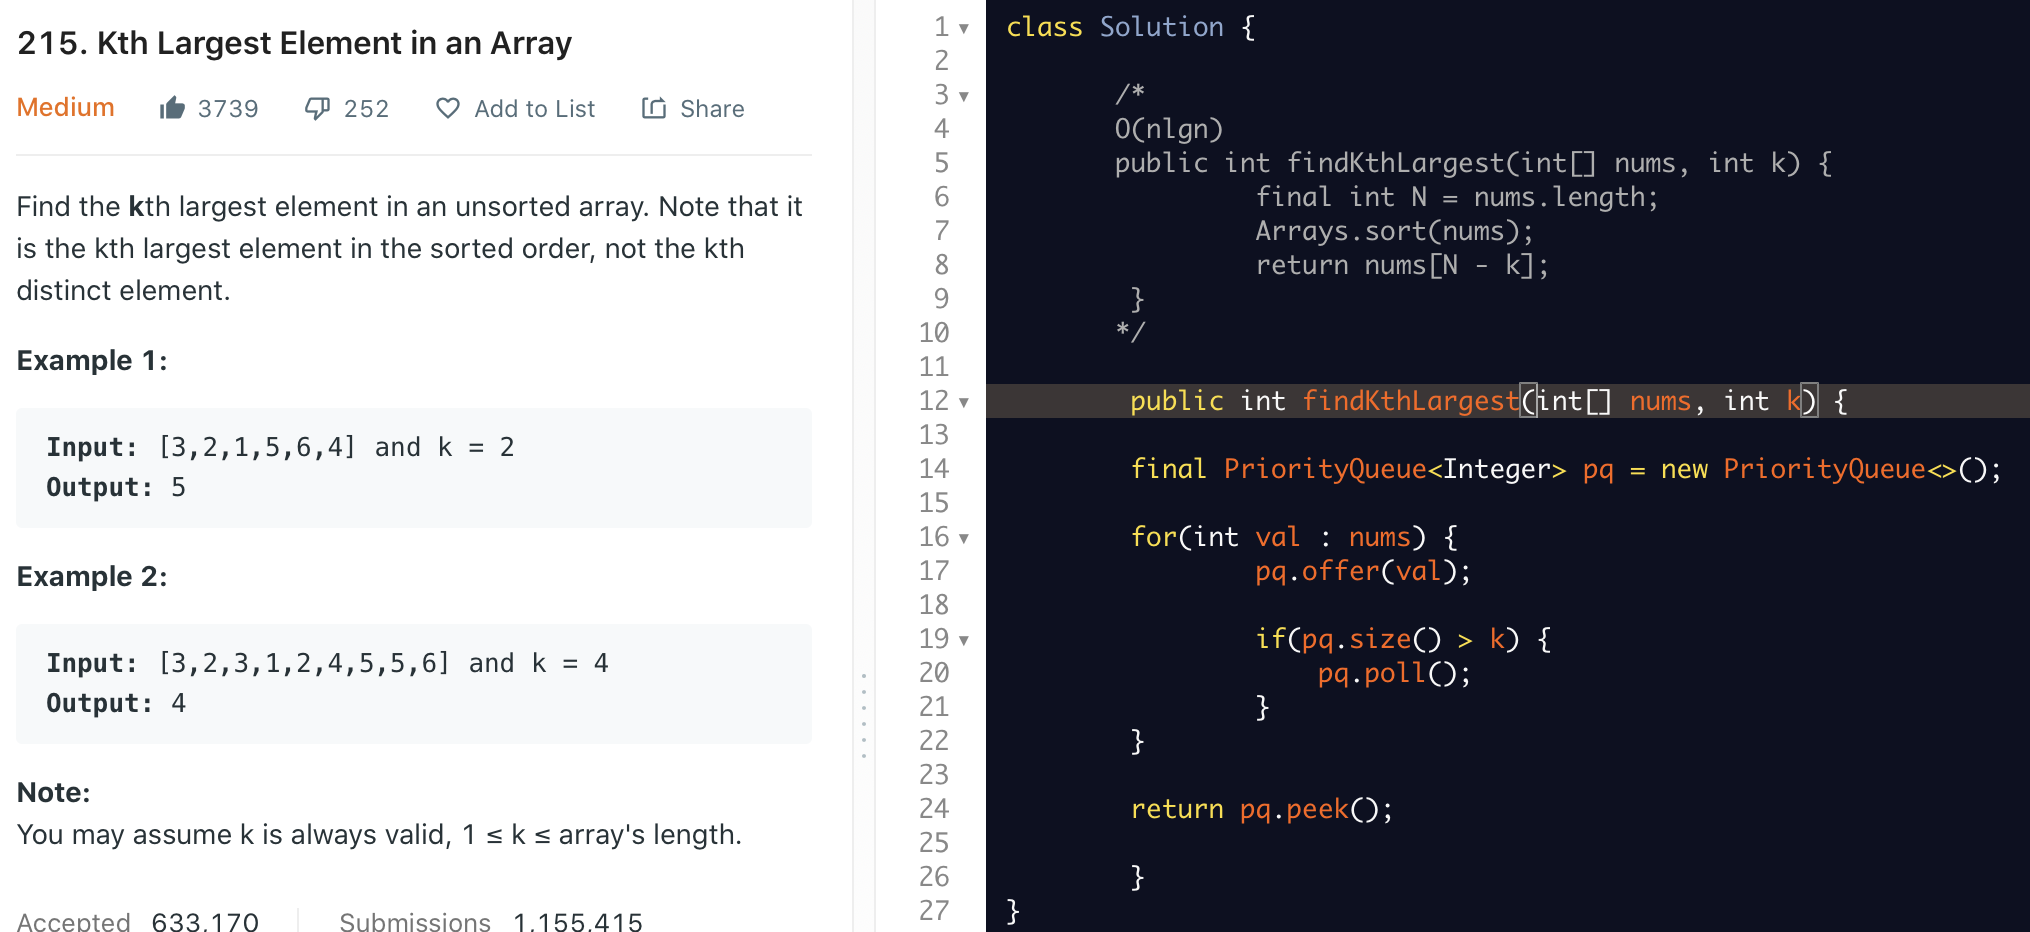 215. Kth Largest Element in an Array
Medium 3739 252 Add to List Share
Find the kth largest element in an unsorted array. Note that it
is the kth largest element in the sorted order, not the kth
distinct element.
Example 1:
Input: [3,2,1,5,6,4] and k = 2
Output: 5
Example 2:
Input: [3,2,3,1,2,4,5,5,6] and k = 4
Output: 4
Note:
You may assume k is always valid, 1 ≤ k ≤ array's length.
Accepted 633,170 Submissions 1,155,415
1 class Solution {
2
3 /*
4 O(nlgn)
5 public int findKthLargest(int[] nums, int k) {
6 final int N = nums.length;
7 Arrays.sort(nums);
8 return nums[N - k];
9 }
10 */
11
12 public int findKthLargest(int[] nums, int k) {
13
14 final PriorityQueue<Integer> pq = new PriorityQueue<>();
15
16 for(int val : nums) {
17 pq.offer(val);
18
19 if(pq.size() > k) {
20 pq.poll();
21 }
22 }
23
24 return pq.peek();
25
26 }
27 }